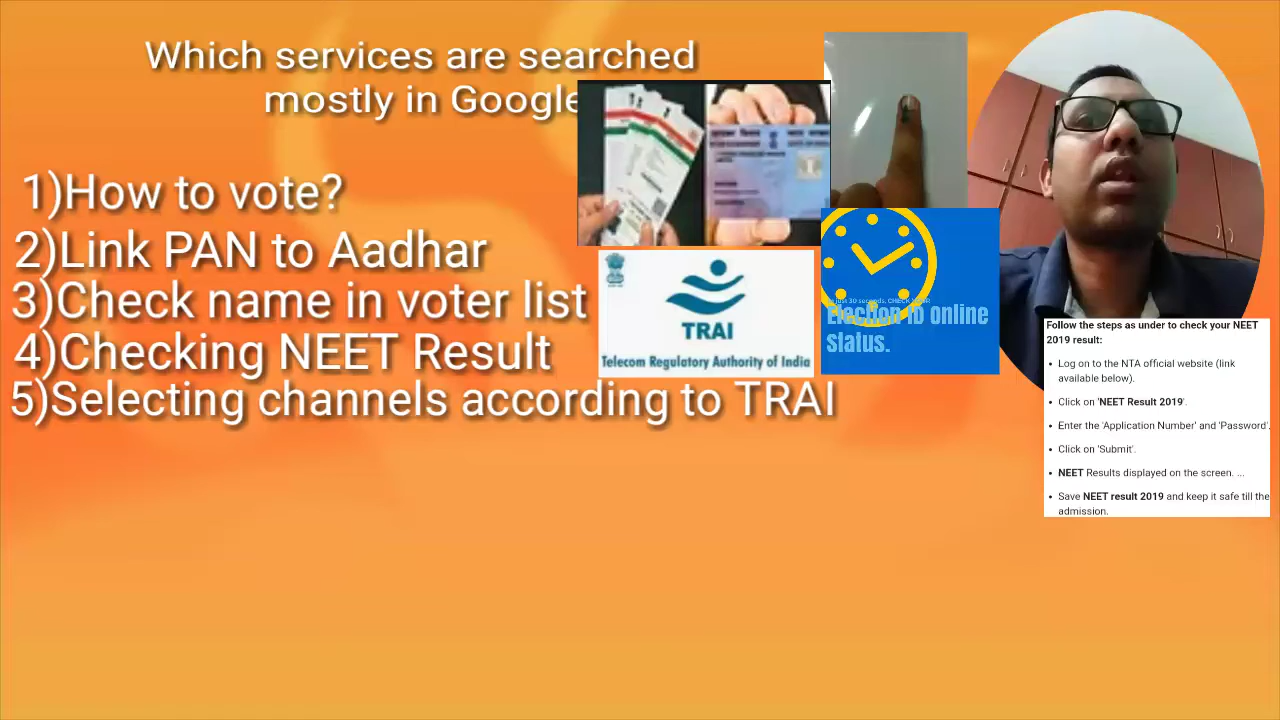 Which services are searched
mostly in Google
1)How to vote?
2)Link PAN to Aadhar
3)Check name in voter list
4)Checking NEET Result
5)Selecting channels according to TRAI
TRAI
Telecom Regulatory Authority of India
just 30 seconds, CHECK
Election ID online
status.
Follow the steps as under to check your NEET
2019 result:
• Log on to the NTA official website (link
available below).
• Click on 'NEET Result 2019'.
• Enter the 'Application Number' and 'Password'.
• Click on 'Submit'.
• NEET Results displayed on the screen. ...
• Save NEET result 2019 and keep it safe till the
admission.